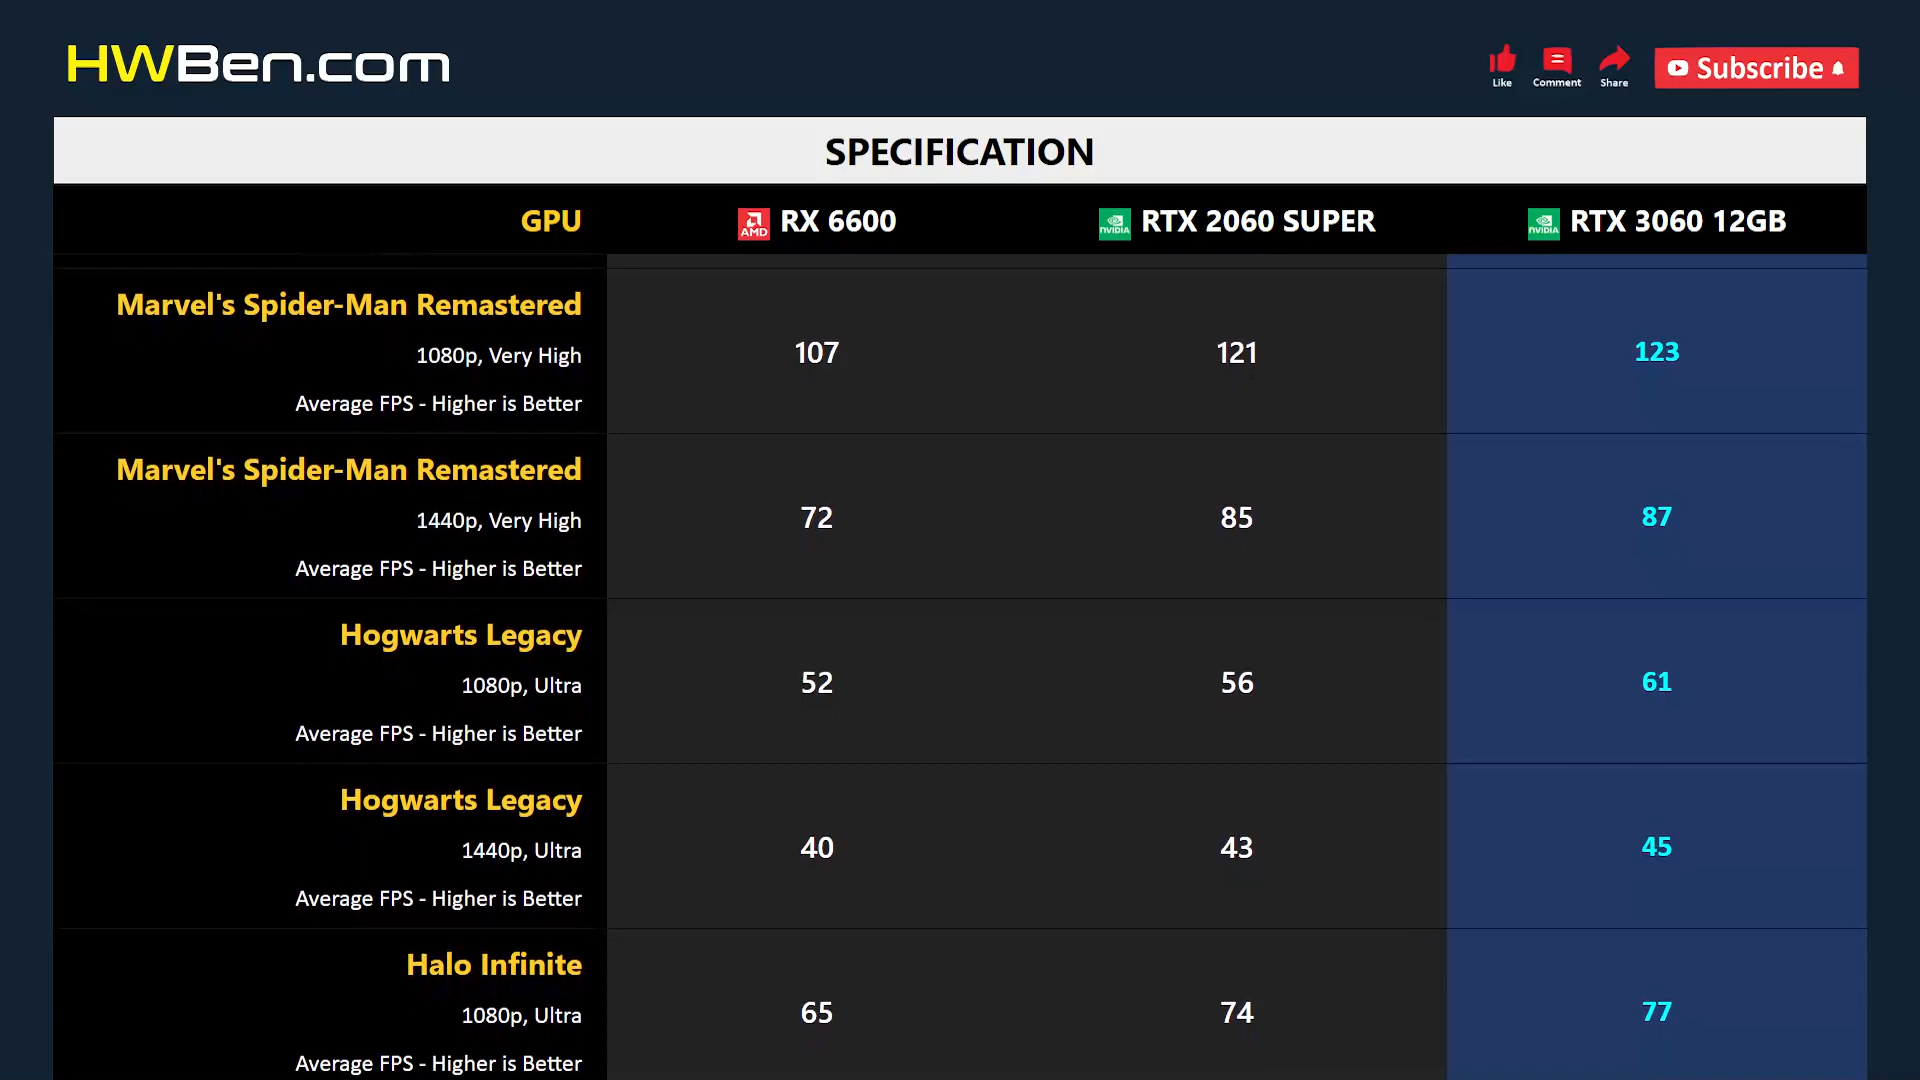 HWBen.com
Like Comment Share Subscribe
SPECIFICATION
GPU AMD RX 6600 nVIDIA RTX 2060 SUPER nVIDIA RTX 3060 12GB
Marvel's Spider-Man Remastered
1080p, Very High 107 121 123
Average FPS - Higher is Better
Marvel's Spider-Man Remastered
1440p, Very High 72 85 87
Average FPS - Higher is Better
Hogwarts Legacy
1080p, Ultra 52 56 61
Average FPS - Higher is Better
Hogwarts Legacy
1440p, Ultra 40 43 45
Average FPS - Higher is Better
Halo Infinite
1080p, Ultra 65 74 77
Average FPS - Higher is Better